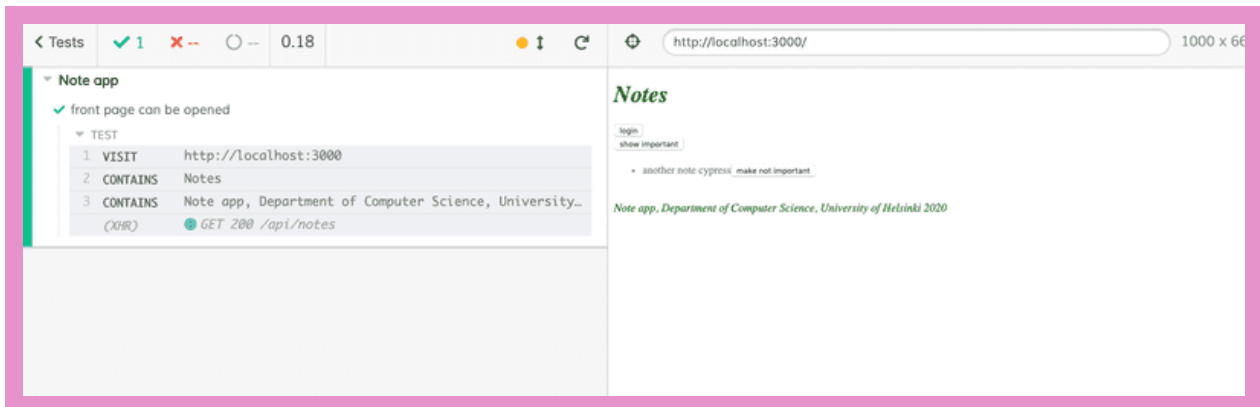 Tests 1 -- -- 0.18
Note app
front page can be opened
TEST
1 VISIT http://localhost:3000
2 CONTAINS Notes
3 CONTAINS Note app, Department of Computer Science, University…
(XHR) GET 200 /api/notes
http://localhost:3000/ 1000 x 66
Notes
login
show important
another note cypress make not important
Note app, Department of Computer Science, University of Helsinki 2020